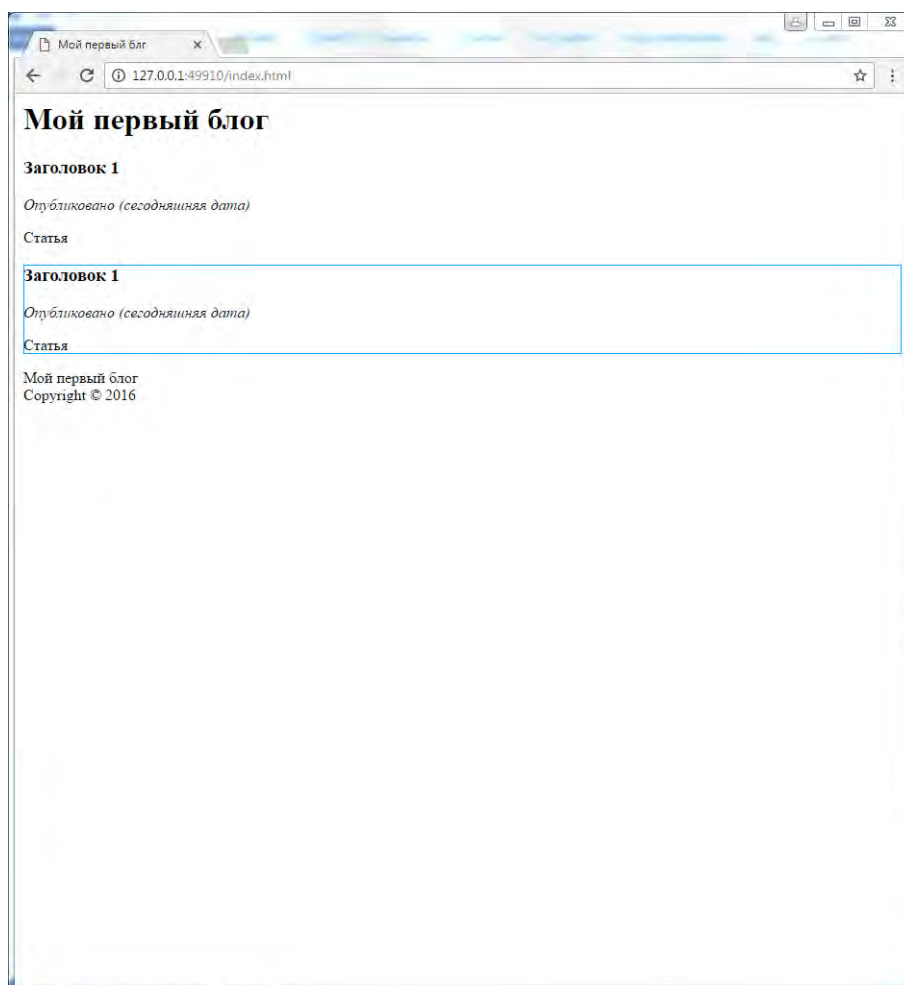 Мой первый блг
127.0.0.1:49910/index.html
Мой первый блог
Заголовок 1
Опубликовано (сегодняшняя дата)
Статья
Заголовок 1
Опубликовано (сегодняшняя дата)
Статья
Мой первый блог
Copyright © 2016